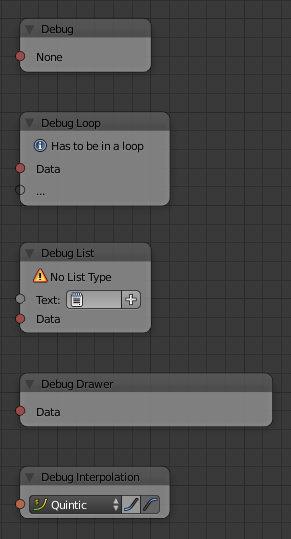 Debug
None
Debug Loop
Has to be in a loop
Data
...
Debug List
No List Type
Text:
Data
Debug Drawer
Data
Debug Interpolation
Quintic